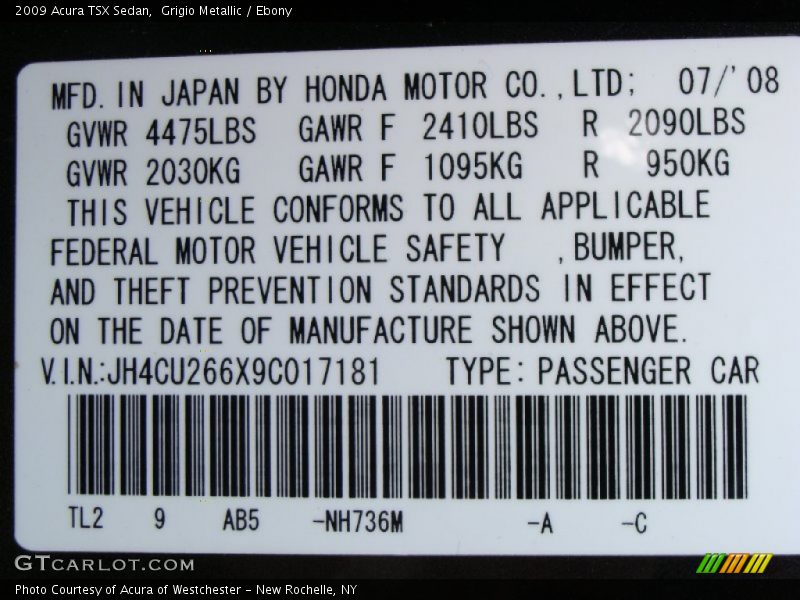 2009 Acura TSX Sedan,  Grigio Metallic / Ebony
MFD. IN JAPAN BY HONDA MOTOR CO., LTD; 07/'08
GVWR 4475LBS GAWR F 2410LBS R 2090LBS
GVWR 2030KG GAWR F 1095KG R 950KG
THIS VEHICLE CONFORMS TO ALL APPLICABLE
FEDERAL MOTOR VEHICLE SAFETY , BUMPER,
AND THEFT PREVENTION STANDARDS IN EFFECT
ON THE DATE OF MANUFACTURE SHOWN ABOVE.
V.I.N.:JH4CU266X9C017181 TYPE: PASSENGER CAR
TL2 9 AB5 -NH736M -A -C
GTCARLOT.COM
Photo Courtesy of Acura of Westchester - New Rochelle, NY